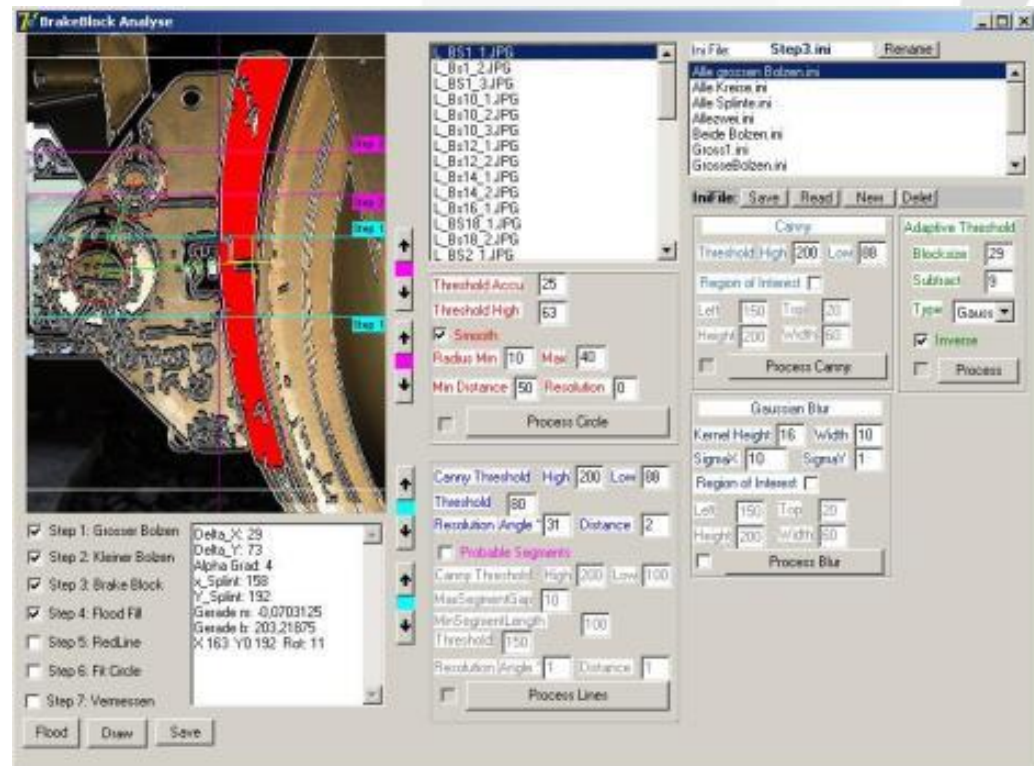 BrakeBlock Analyse
Step 2
Step 2
Step 1
Step 1
Step 1: Grosser Bolzen
Step 2: Kleiner Bolzen
Step 3: Brake Block
Step 4: Flood Fill
Step 5: RedLine
Step 6: Fit Circle
Step 7: Vermessen
Flood Draw Save
Delta_X: 29
Delta_Y: 73
Alpha Grad: 4
x_Splint: 158
Y_Splint: 192
Gerade m: -0,0703125
Gerade b: 203,21875
X 163 Y0 192 Rot: 11
L_BS1_1.JPG
L_Bs1_2.JPG
L_BS1_3.JPG
L_Bs10_1.JPG
L_Bs10_2.JPG
L_Bs10_3.JPG
L_Bs12_1.JPG
L_Bs12_2.JPG
L_Bs14_1.JPG
L_Bs14_2.JPG
L_Bs16_1.JPG
L_BS18_1.JPG
L_Bs18_2.JPG
L_BS2_1.JPG
Threshold Accu 25
Threshold High 63
Smooth
Radius Min 10 Max 40
Min Distance 50 Resolution 0
Process Circle
Canny Threshold: High 200 Low 88
Threshold 80
Resolution Angle ° 31 Distance 2
Probable Segments
Canny Threshold: High 200 Low 100
MaxSegmentGap 10
MinSegmentLength 100
Threshold: 150
Resolution Angle ° 1 Distance 1
Process Lines
Ini File: Step3.ini Rename
Alle grossen Bolzen.ini
Alle Kreise.ini
Alle Splinte.ini
Allezwei.ini
Beide Bolzen.ini
Gross1.ini
GrosseBolzen.ini
IniFile: Save Read New Delet
Canny
Threshold High 200 Low 88
Region of Interest
Left 150 Top 20
Height 200 Width 60
Process Canny
Adaptive Threshold
Blocksize 29
Subtract 9
Type Gauss
Inverse
Process
Gaussian Blur
Kernel Height 16 Width 10
SigmaX 10 SigmaY 1
Region of Interest
Left 150 Top 20
Height 200 Width 60
Process Blur